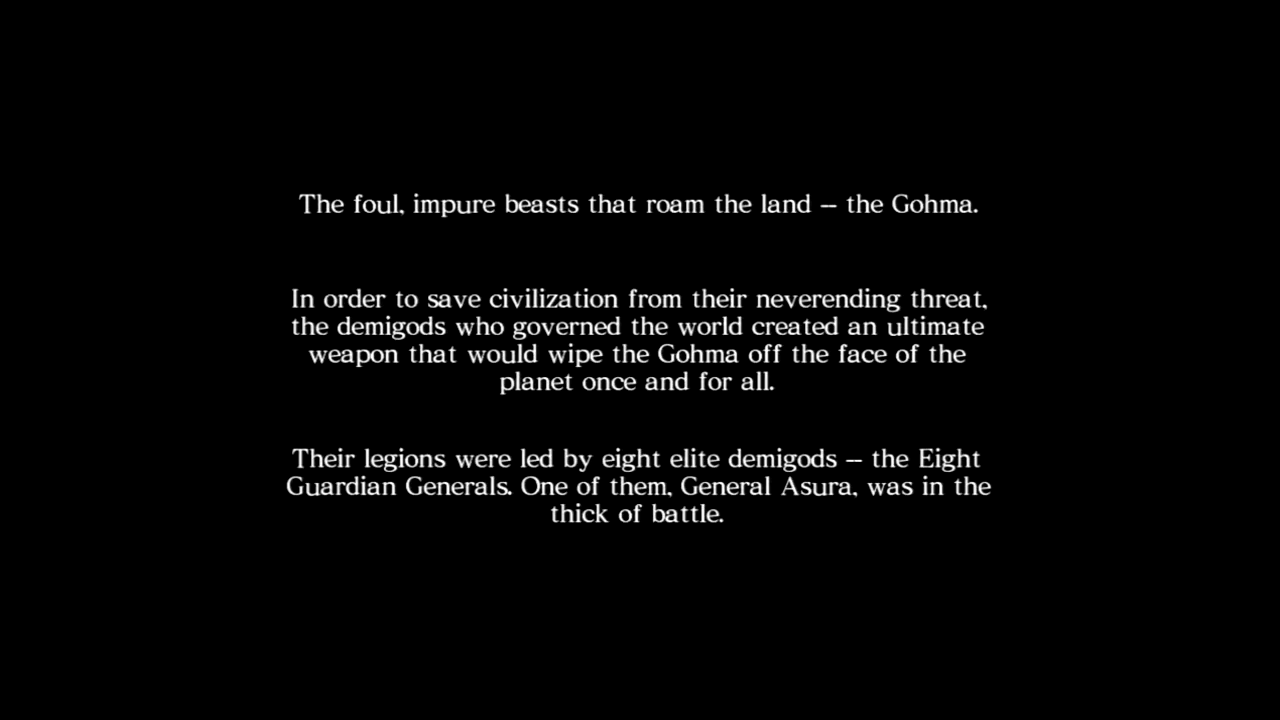 The foul, impure beasts that roam the land -- the Gohma.
In order to save civilization from their neverending threat,
the demigods who governed the world created an ultimate
weapon that would wipe the Gohma off the face of the
planet once and for all.
Their legions were led by eight elite demigods -- the Eight
Guardian Generals. One of them, General Asura, was in the
thick of battle.